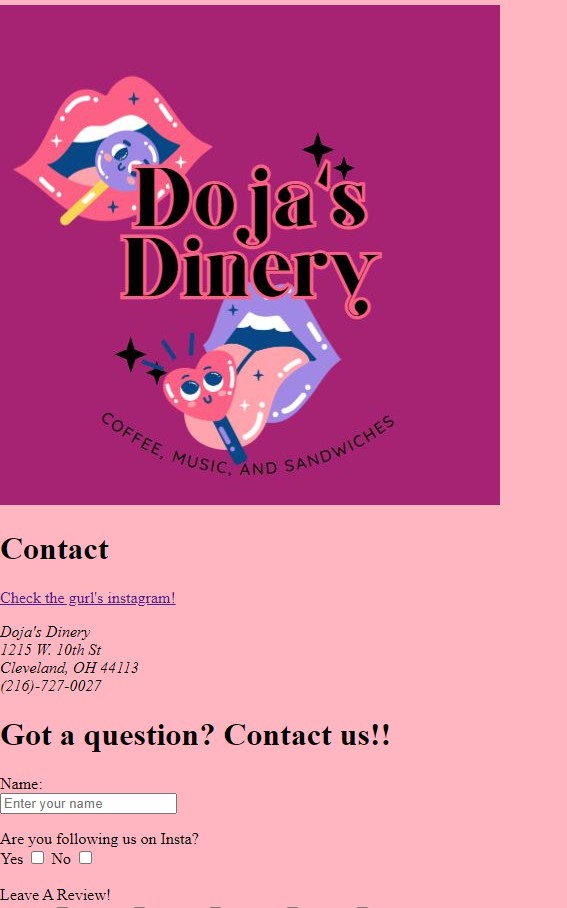 Doja's
Dinery
COFFEE, MUSIC, AND SANDWICHES
Contact
Check the gurl's instagram!
Doja's Dinery
1215 W. 10th St
Cleveland, OH 44113
(216)-727-0027
Got a question? Contact us!!
Name:
Enter your name
Are you following us on Insta?
Yes No
Leave A Review!